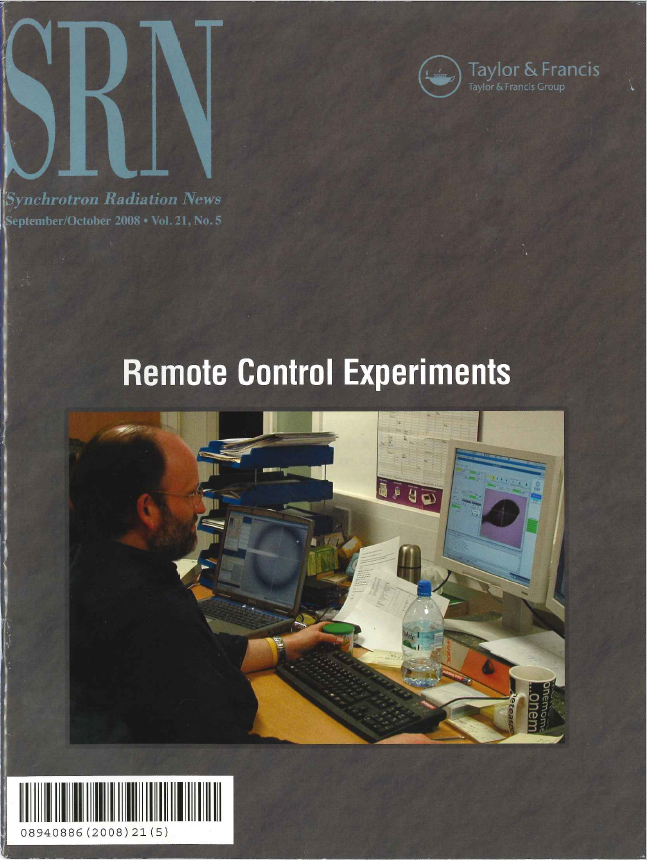 SRN
Synchrotron Radiation News
September/October 2008 • Vol. 21, No. 5
Taylor & Francis
Taylor & Francis Group
Remote Control Experiments
08940886(2008)21(5)